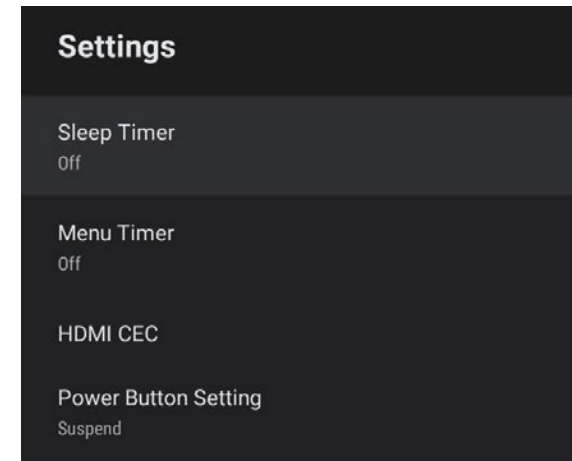 Settings
Sleep Timer
Off
Menu Timer
Off
HDMI CEC
Power Button Setting
Suspend